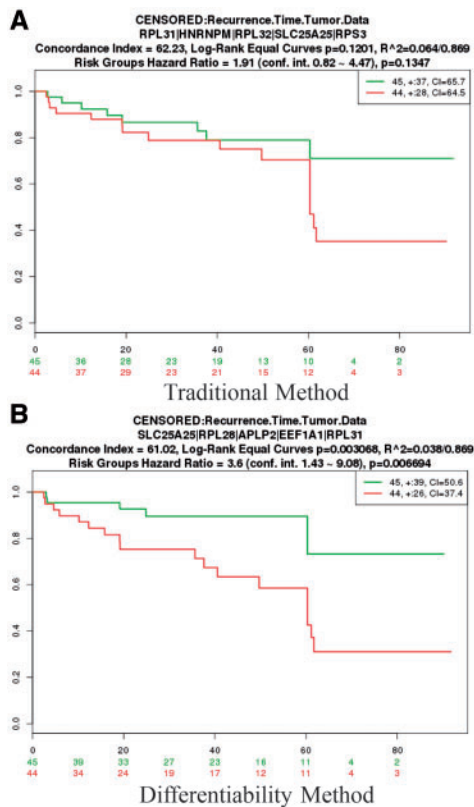 A
CENSORED:Recurrence.Time.Tumor.Data
RPL31|HNRNPM|RPL32|SLC25A25|RPS3
Concordance Index = 62.23, Log-Rank Equal Curves p=0.1201, R^2=0.064/0.869
Risk Groups Hazard Ratio = 1.91 (conf. int. 0.82 ~ 4.47), p=0.1347
45, +:37, CI=65.7
44, +:28, CI=64.5
1.0
0.8
0.6
0.4
0.2
0.0
0 20 40 60 80
45 36 28 23 19 13 10 4 2
44 37 29 23 21 15 12 4 3
Traditional Method
B
CENSORED:Recurrence.Time.Tumor.Data
SLC25A25|RPL28|APLP2|EEF1A1|RPL31
Concordance Index = 61.02, Log-Rank Equal Curves p=0.003068, R^2=0.038/0.869
Risk Groups Hazard Ratio = 3.6 (conf. int. 1.43 ~ 9.08), p=0.006694
45, +:39, CI=50.6
44, +:26, CI=37.4
1.0
0.8
0.6
0.4
0.2
0.0
0 20 40 60 80
45 39 33 27 23 16 11 4 2
44 34 24 19 17 12 11 4 3
Differentiability Method